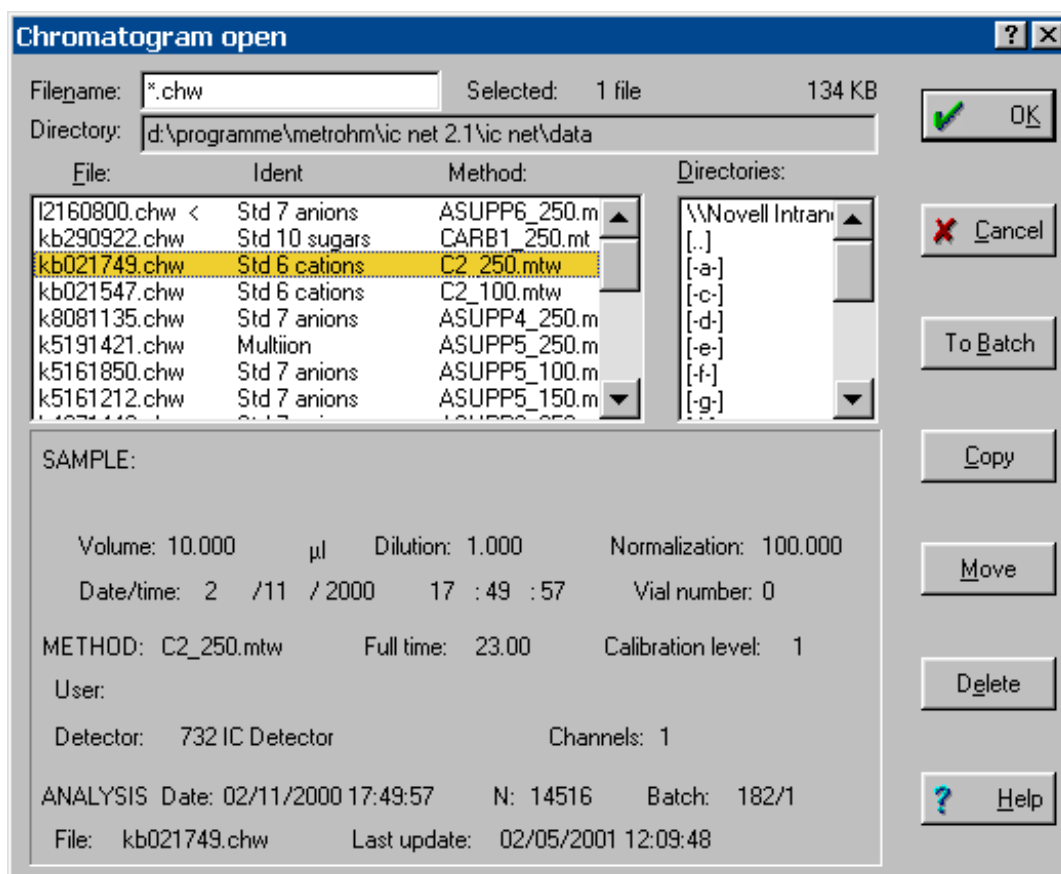 Chromatogram open
Filename: *.chw Selected: 1 file 134 KB
Directory: d:\programme\metrohm\ic net 2.1\ic net\data
File: Ident Method: Directories:
l2160800.chw < Std 7 anions ASUPP6_250.m \\Novell Intran
kb290922.chw Std 10 sugars CARB1_250.mt [..]
kb021749.chw Std 6 cations C2_250.mtw [-a-]
kb021547.chw Std 6 cations C2_100.mtw [-c-]
k8081135.chw Std 7 anions ASUPP4_250.m [-d-]
k5191421.chw Multiion ASUPP5_250.m [-e-]
k5161850.chw Std 7 anions ASUPP5_100.m [-f-]
k5161212.chw Std 7 anions ASUPP5_150.m [-g-]
OK
Cancel
To Batch
Copy
Move
Delete
? Help
SAMPLE:
Volume: 10.000 µl Dilution: 1.000 Normalization: 100.000
Date/time: 2 /11 / 2000 17 : 49 : 57 Vial number: 0
METHOD: C2_250.mtw Full time: 23.00 Calibration level: 1
User:
Detector: 732 IC Detector Channels: 1
ANALYSIS Date: 02/11/2000 17:49:57 N: 14516 Batch: 182/1
File: kb021749.chw Last update: 02/05/2001 12:09:48